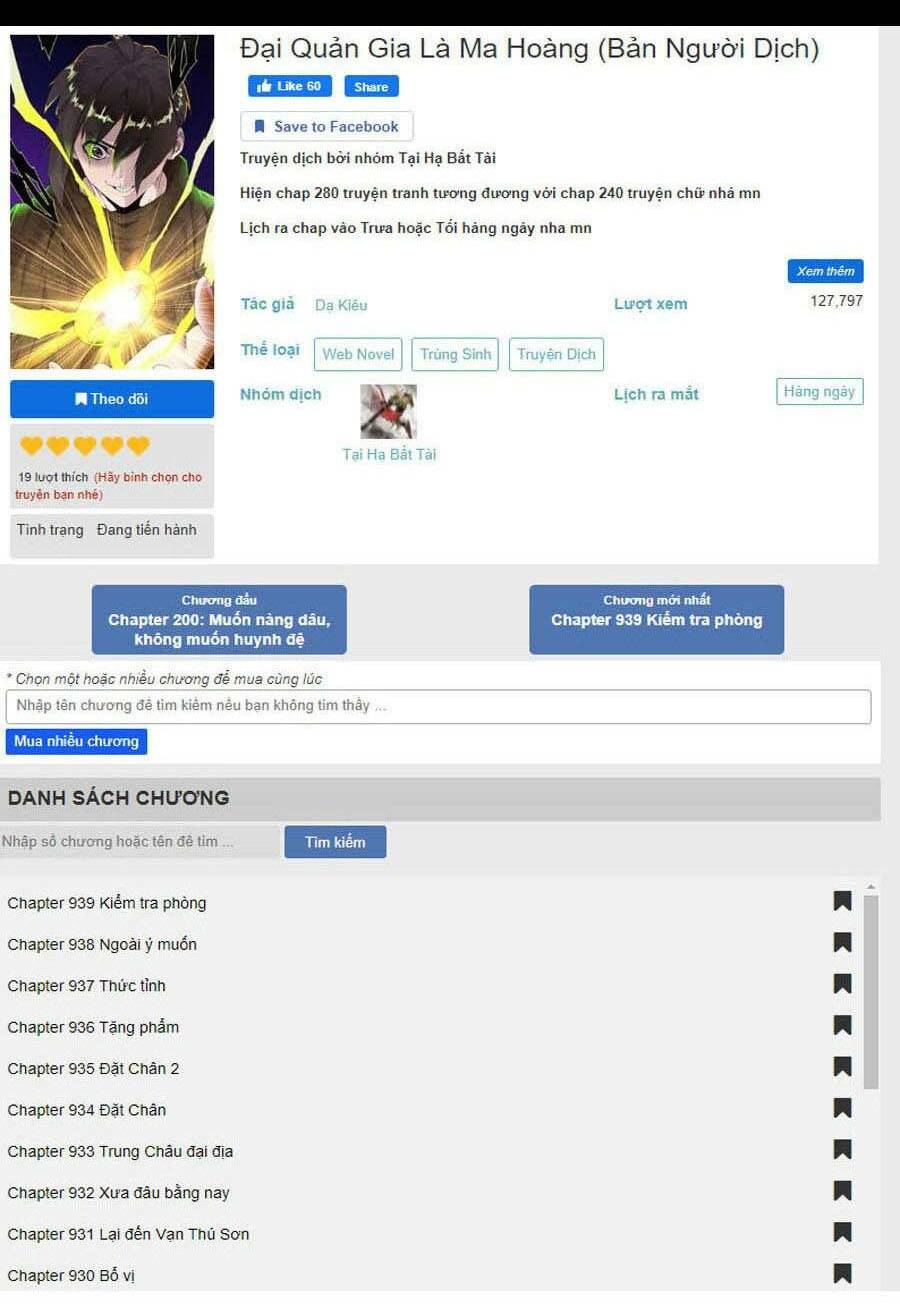 Đại Quản Gia Là Ma Hoàng (Bản Người Dịch)
Like 60 Share
Save to Facebook
Truyện dịch bởi nhóm Tại Hạ Bất Tài
Hiện chap 280 truyện tranh tương đương với chap 240 truyện chữ nhá mn
Lịch ra chap vào Trưa hoặc Tối hàng ngày nha mn
Xem thêm
Tác giả Dạ Kiêu
Lượt xem 127,797
Thể loại Web Novel Trùng Sinh Truyện Dịch
Nhóm dịch
Tại Hạ Bất Tài
Lịch ra mắt Hàng ngày
Theo dõi
19 lượt thích (Hãy bình chọn cho
truyện bạn nhé)
Tình trạng Đang tiến hành
Chương đầu
Chapter 200: Muốn nàng dâu,
không muốn huynh đệ
Chương mới nhất
Chapter 939 Kiểm tra phòng
* Chọn một hoặc nhiều chương để mua cùng lúc
Nhập tên chương để tìm kiếm nếu bạn không tìm thấy ...
Mua nhiều chương
DANH SÁCH CHƯƠNG
Nhập số chương hoặc tên để tìm ... Tìm kiếm
Chapter 939 Kiểm tra phòng
Chapter 938 Ngoài ý muốn
Chapter 937 Thức tỉnh
Chapter 936 Tặng phẩm
Chapter 935 Đặt Chân 2
Chapter 934 Đặt Chân
Chapter 933 Trung Châu đại địa
Chapter 932 Xưa đâu bằng nay
Chapter 931 Lại đến Vạn Thú Sơn
Chapter 930 Bổ vị